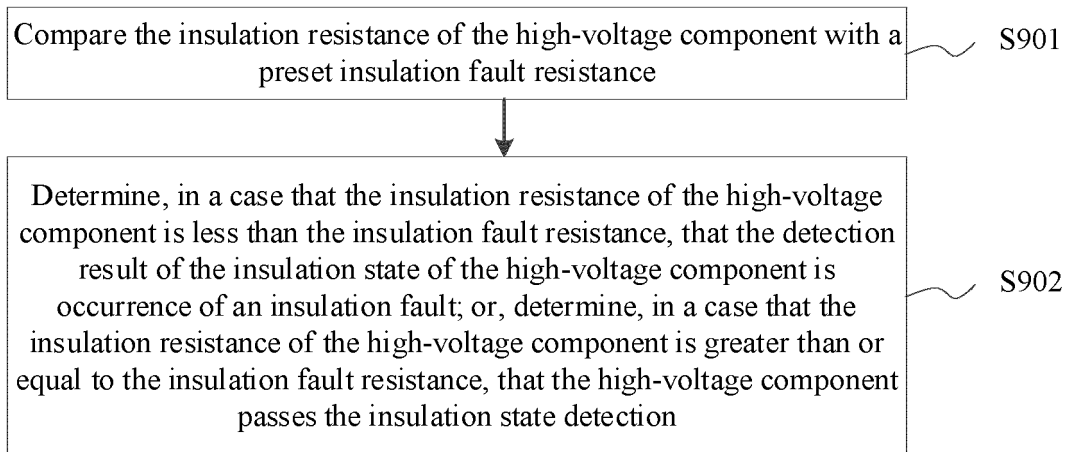 Compare the insulation resistance of the high-voltage component with a
preset insulation fault resistance
S901
Determine, in a case that the insulation resistance of the high-voltage
component is less than the insulation fault resistance, that the detection
result of the insulation state of the high-voltage component is
occurrence of an insulation fault; or, determine, in a case that the
insulation resistance of the high-voltage component is greater than or
equal to the insulation fault resistance, that the high-voltage component
passes the insulation state detection
S902